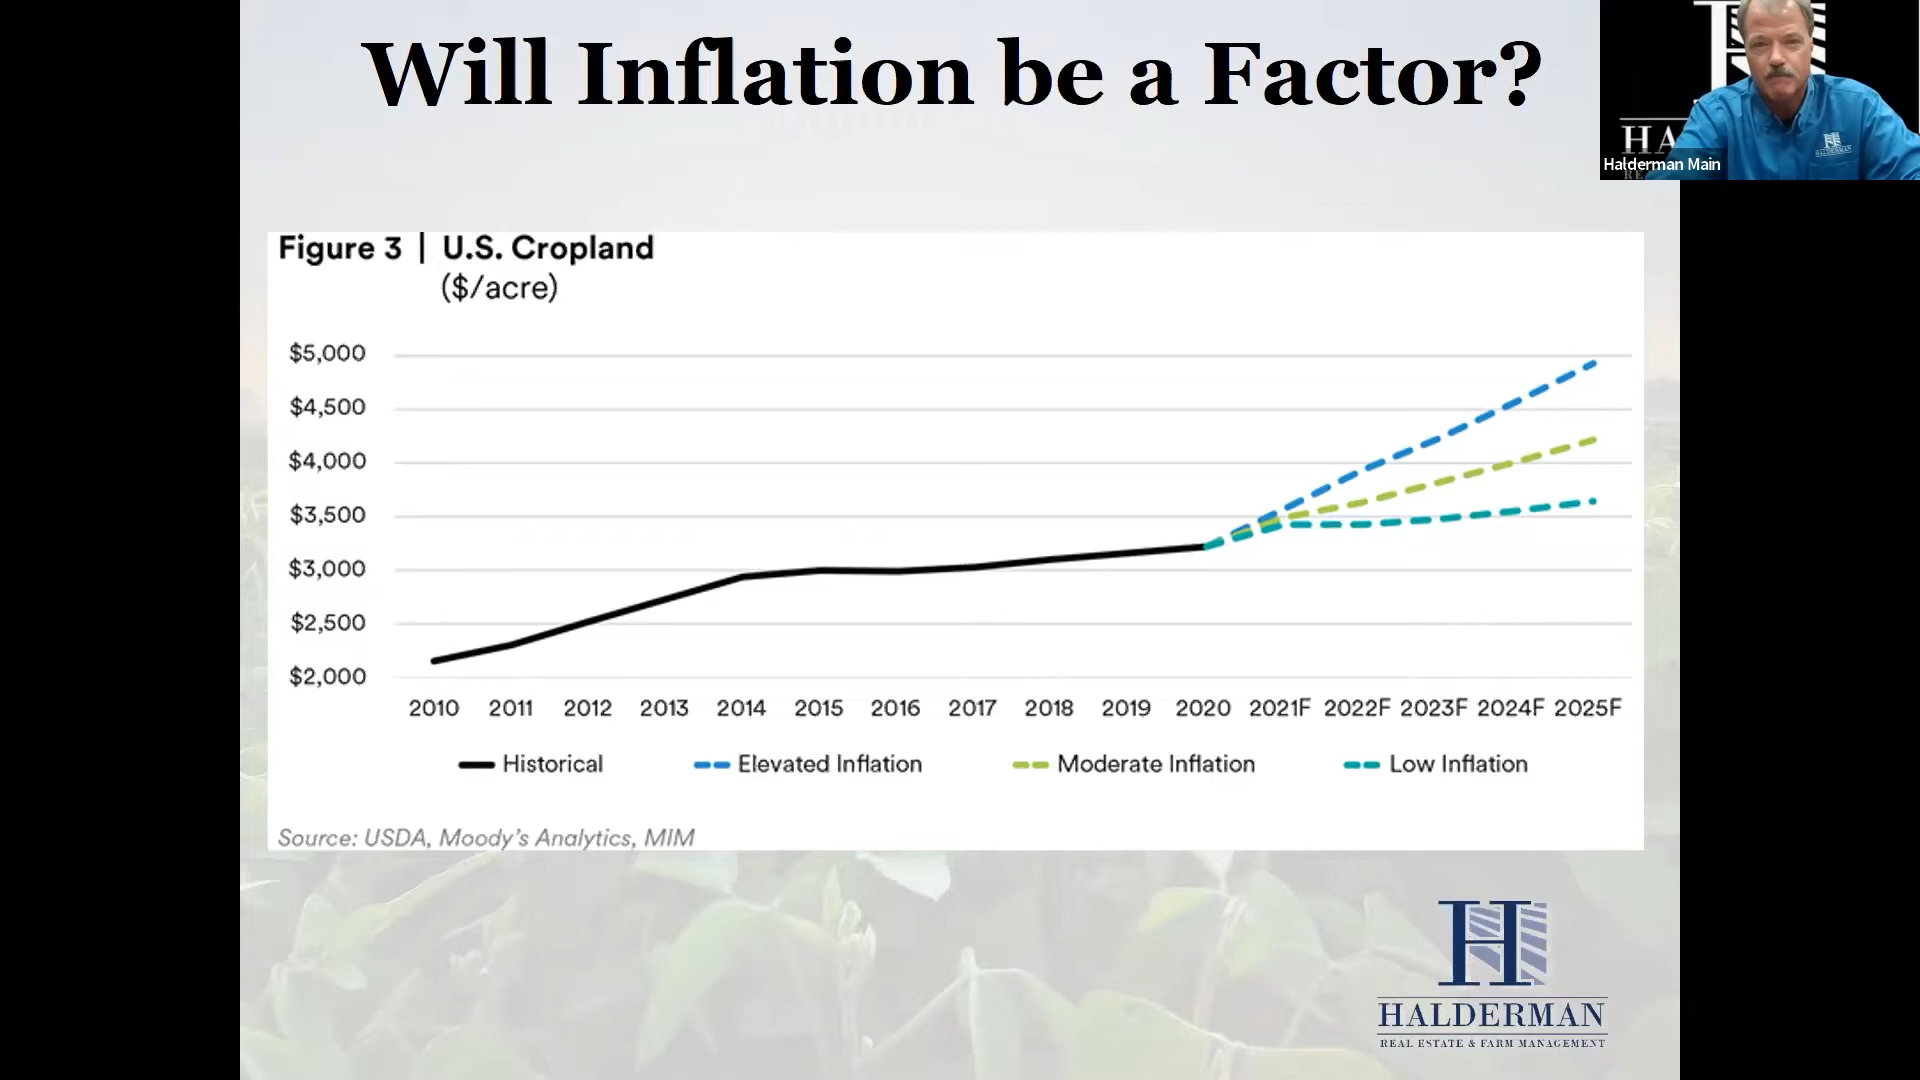 Will Inflation be a Factor?
HA
RE
Halderman Main
HALDERMAN
Figure 3 | U.S. Cropland
($/acre)
$5,000
$4,500
$4,000
$3,500
$3,000
$2,500
$2,000
2010 2011 2012 2013 2014 2015 2016 2017 2018 2019 2020 2021F 2022F 2023F 2024F 2025F
Historical Elevated Inflation Moderate Inflation Low Inflation
Source: USDA, Moody's Analytics, MIM
H
HALDERMAN
REAL ESTATE & FARM MANAGEMENT